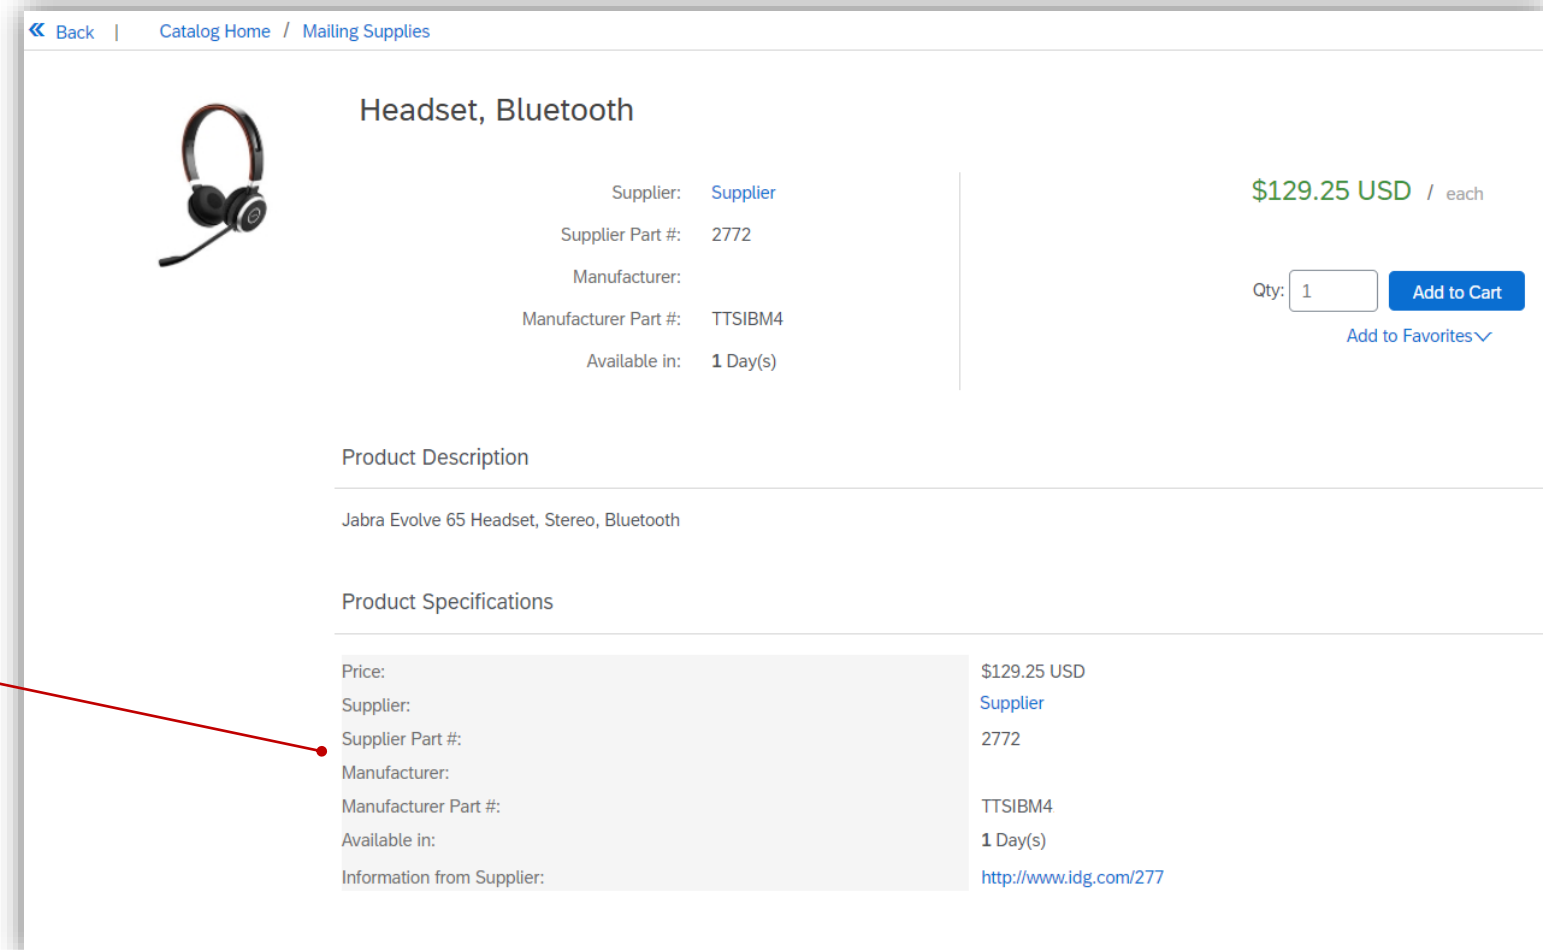 « Back | Catalog Home / Mailing Supplies
Headset, Bluetooth
Supplier: Supplier
$129.25 USD / each
Supplier Part #: 2772
Manufacturer:
Qty: 1 Add to Cart
Manufacturer Part #: TTSIBM4
Add to Favorites
Available in: 1 Day(s)
Product Description
Jabra Evolve 65 Headset, Stereo, Bluetooth
Product Specifications
Price: $129.25 USD
Supplier: Supplier
Supplier Part #: 2772
Manufacturer:
Manufacturer Part #: TTSIBM4
Available in: 1 Day(s)
Information from Supplier: http://www.idg.com/277